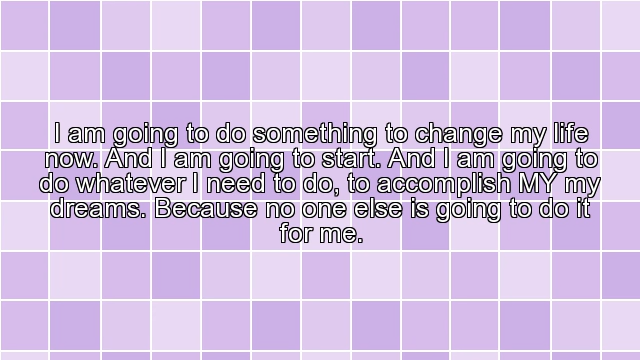 I am going to do something to change my life
now. And I am going to start. And I am going to
do whatever I need to do, to accomplish MY my
dreams. Because no one else is going to do it
for me.